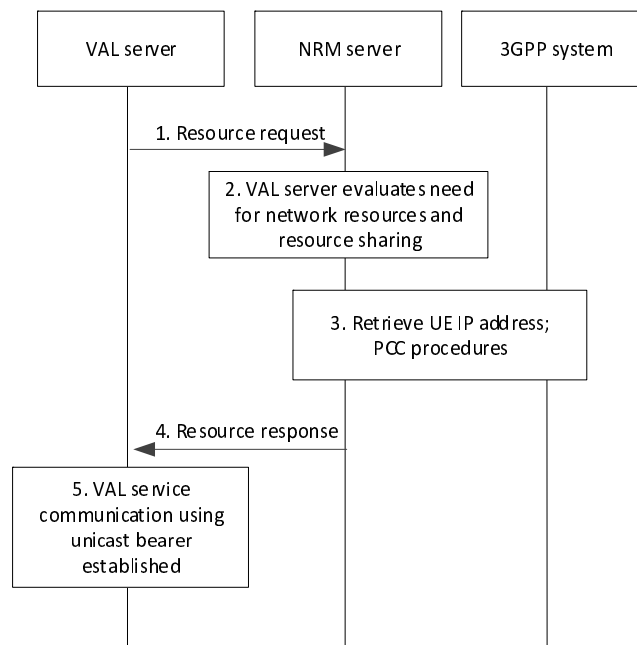 VAL server
NRM server
3GPP system
1. Resource request
2. VAL server evaluates need
for network resources and
resource sharing
3. Retrieve UE IP address;
PCC procedures
4. Resource response
5. VAL service
communication using
unicast bearer
established